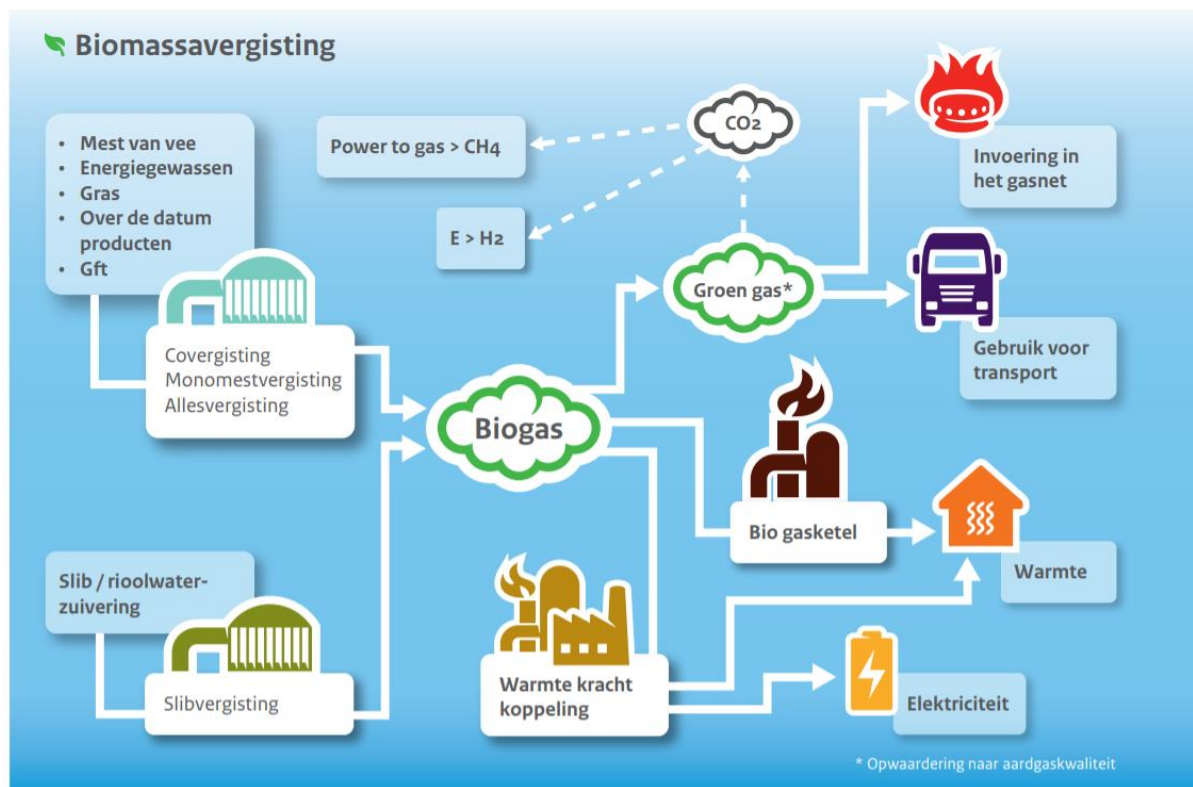 Biomassavergisting
• Mest van vee
• Energiegewassen
• Gras
• Over de datum
producten
• Gft
Covergisting
Monomestvergisting
Allesvergisting
Slib / rioolwater-
zuivering
Slibvergisting
Power to gas > CH4
E > H2
CO2
Groen gas*
Biogas
Invoering in
het gasnet
Gebruik voor
transport
Bio gasketel
Warmte
Warmte kracht
koppeling
Elektriciteit
* Opwaardering naar aardgaskwaliteit